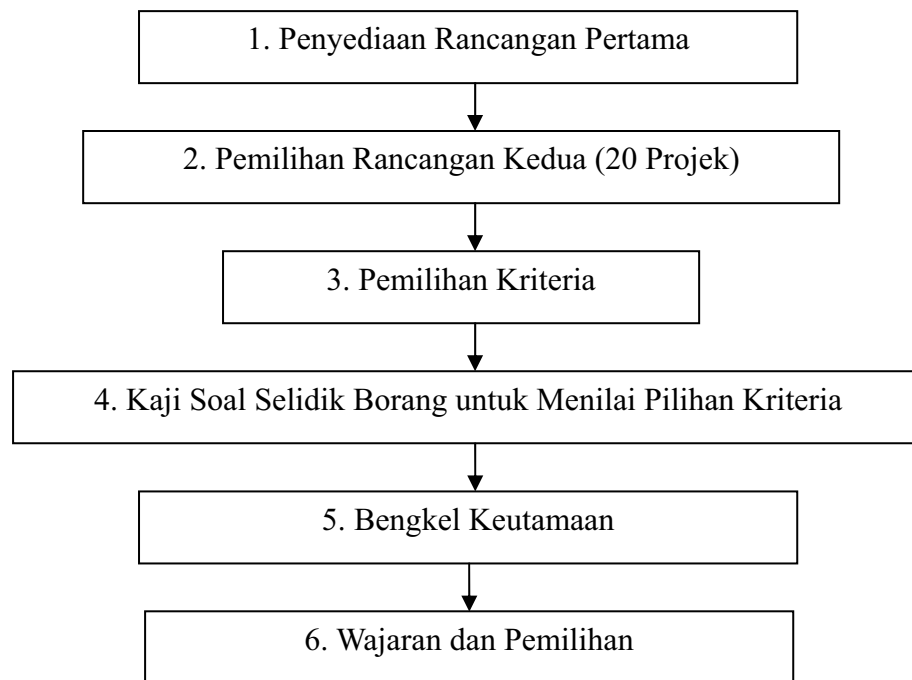 1. Penyediaan Rancangan Pertama
2. Pemilihan Rancangan Kedua (20 Projek)
3. Pemilihan Kriteria
4. Kaji Soal Selidik Borang untuk Menilai Pilihan Kriteria
5. Bengkel Keutamaan
6. Wajaran dan Pemilihan